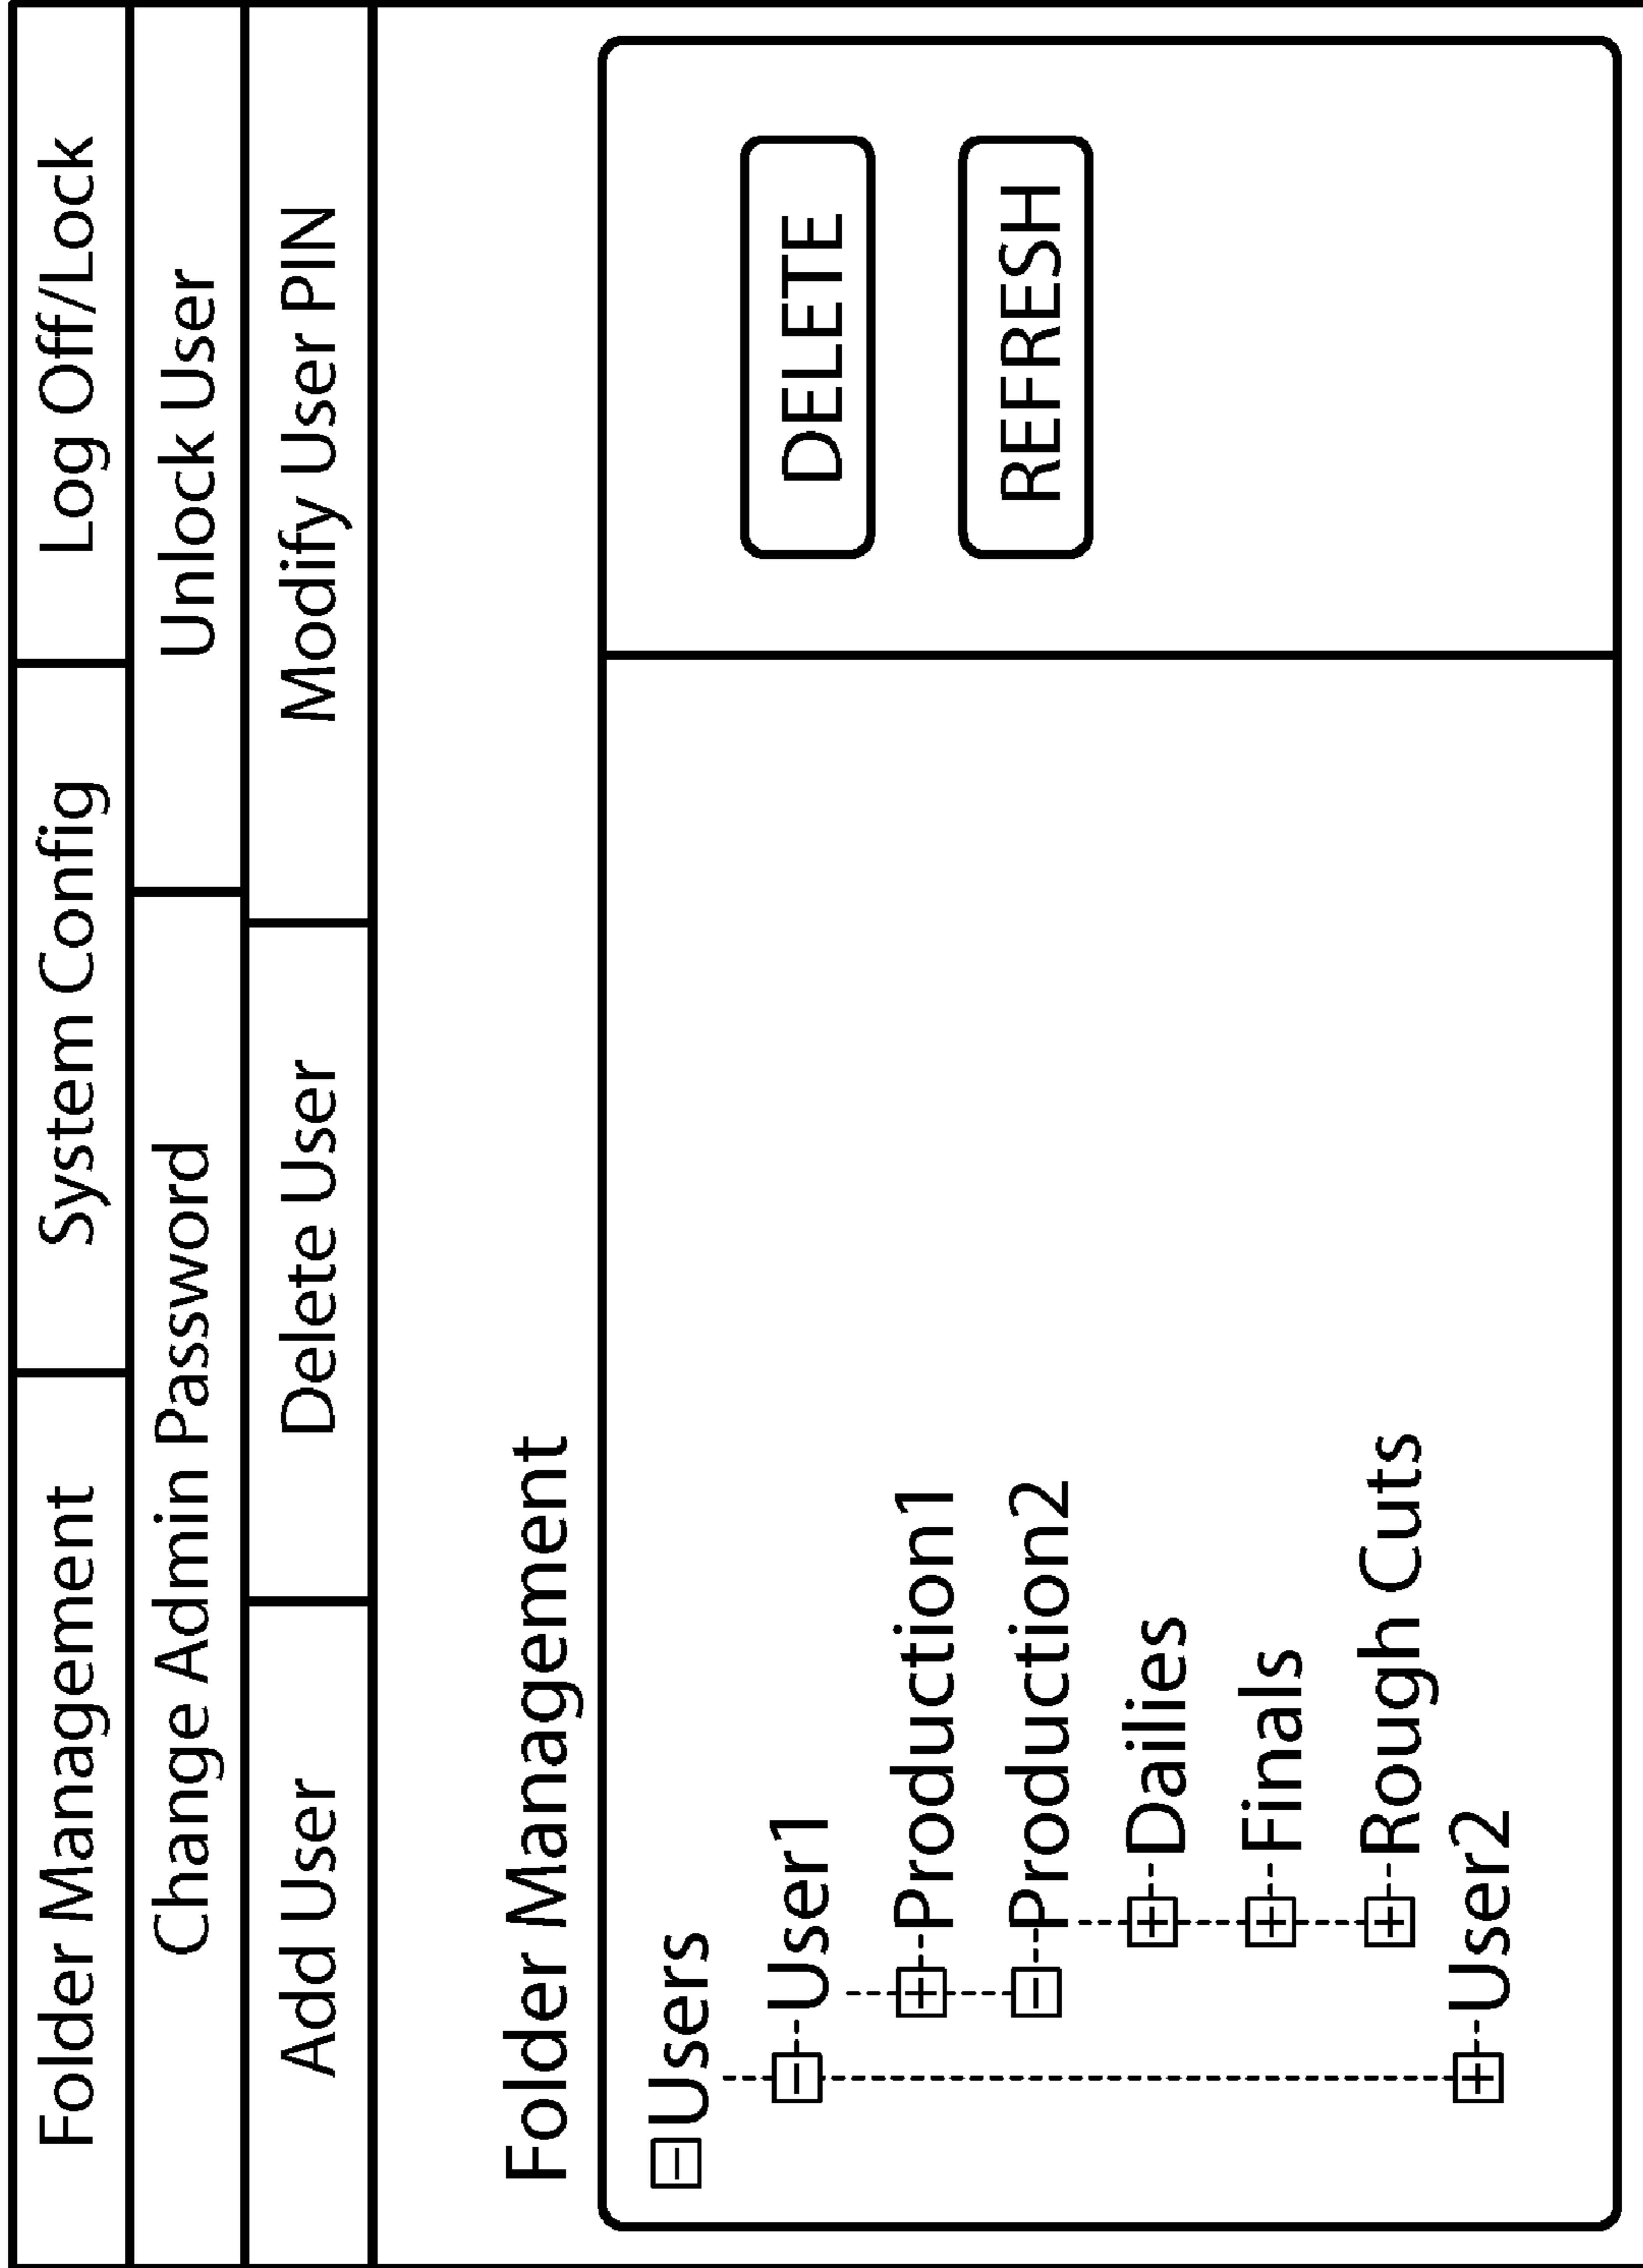 Folder Management System Config Log Off/Lock
Change Admin Password Unlock User
Add User Delete User Modify User PIN
Folder Management
Users
User1
Production1
Production2
Dailies
Finals
Rough Cuts
User2
DELETE
REFRESH